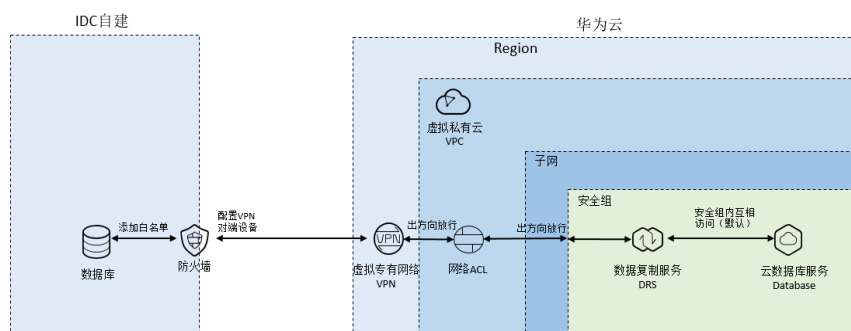 IDC自建
华为云
Region
虚拟私有云
VPC
子网
安全组
添加白名单
配置VPN
对端设备
出方向放行
出方向放行
安全组内互相
访问（默认）
VPN
数据库
防火墙
虚拟专有网络
VPN
网络ACL
数据复制服务
DRS
云数据库服务
Database